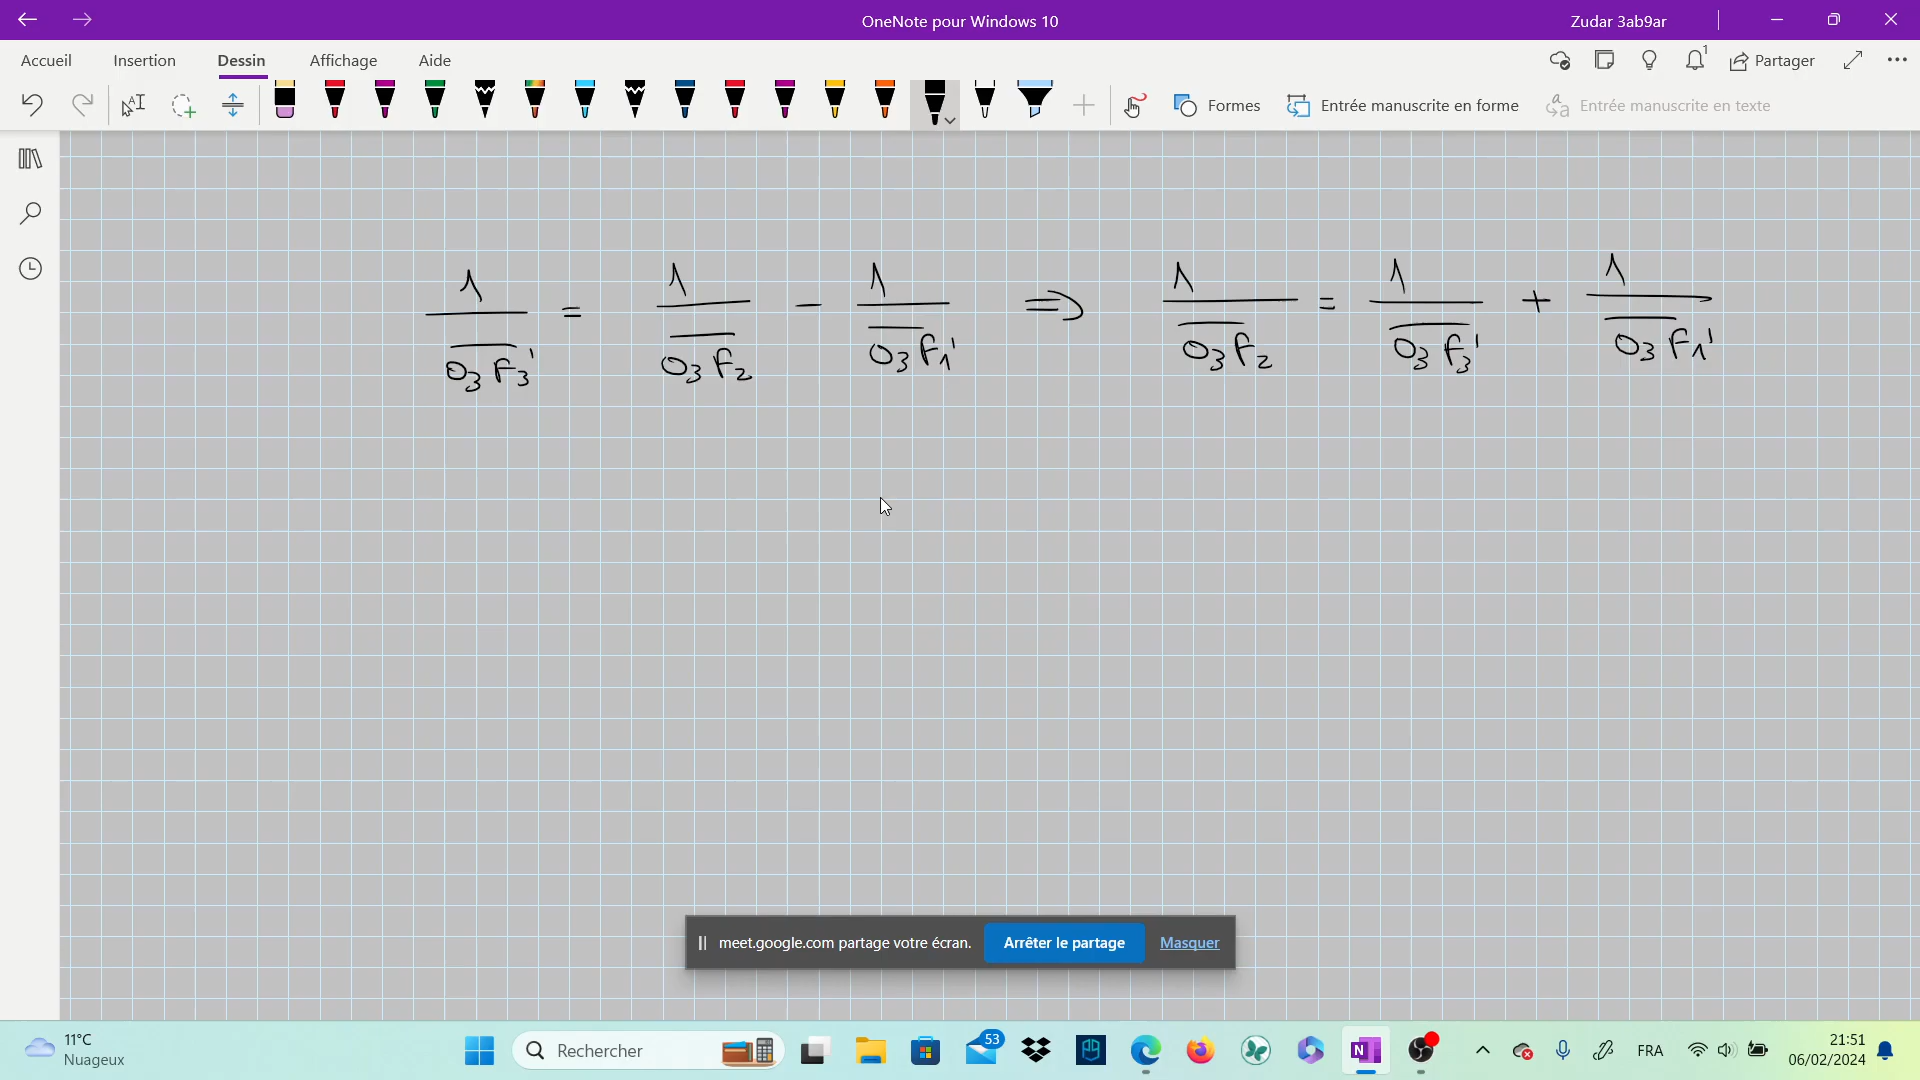 OneNote pour Windows 10
Zudar 3ab9ar
Accueil Insertion Dessin Affichage Aide
1 Partager
Formes Entrée manuscrite en forme Entrée manuscrite en texte
1/O₃F₃' = 1/O₃F₂ − 1/O₃F₁' ⇒ 1/O₃F₂ = 1/O₃F₃' + 1/O₃F₁'
meet.google.com partage votre écran. Arrêter le partage Masquer
11°C
Nuageux
Rechercher
53
FRA
21:51
06/02/2024